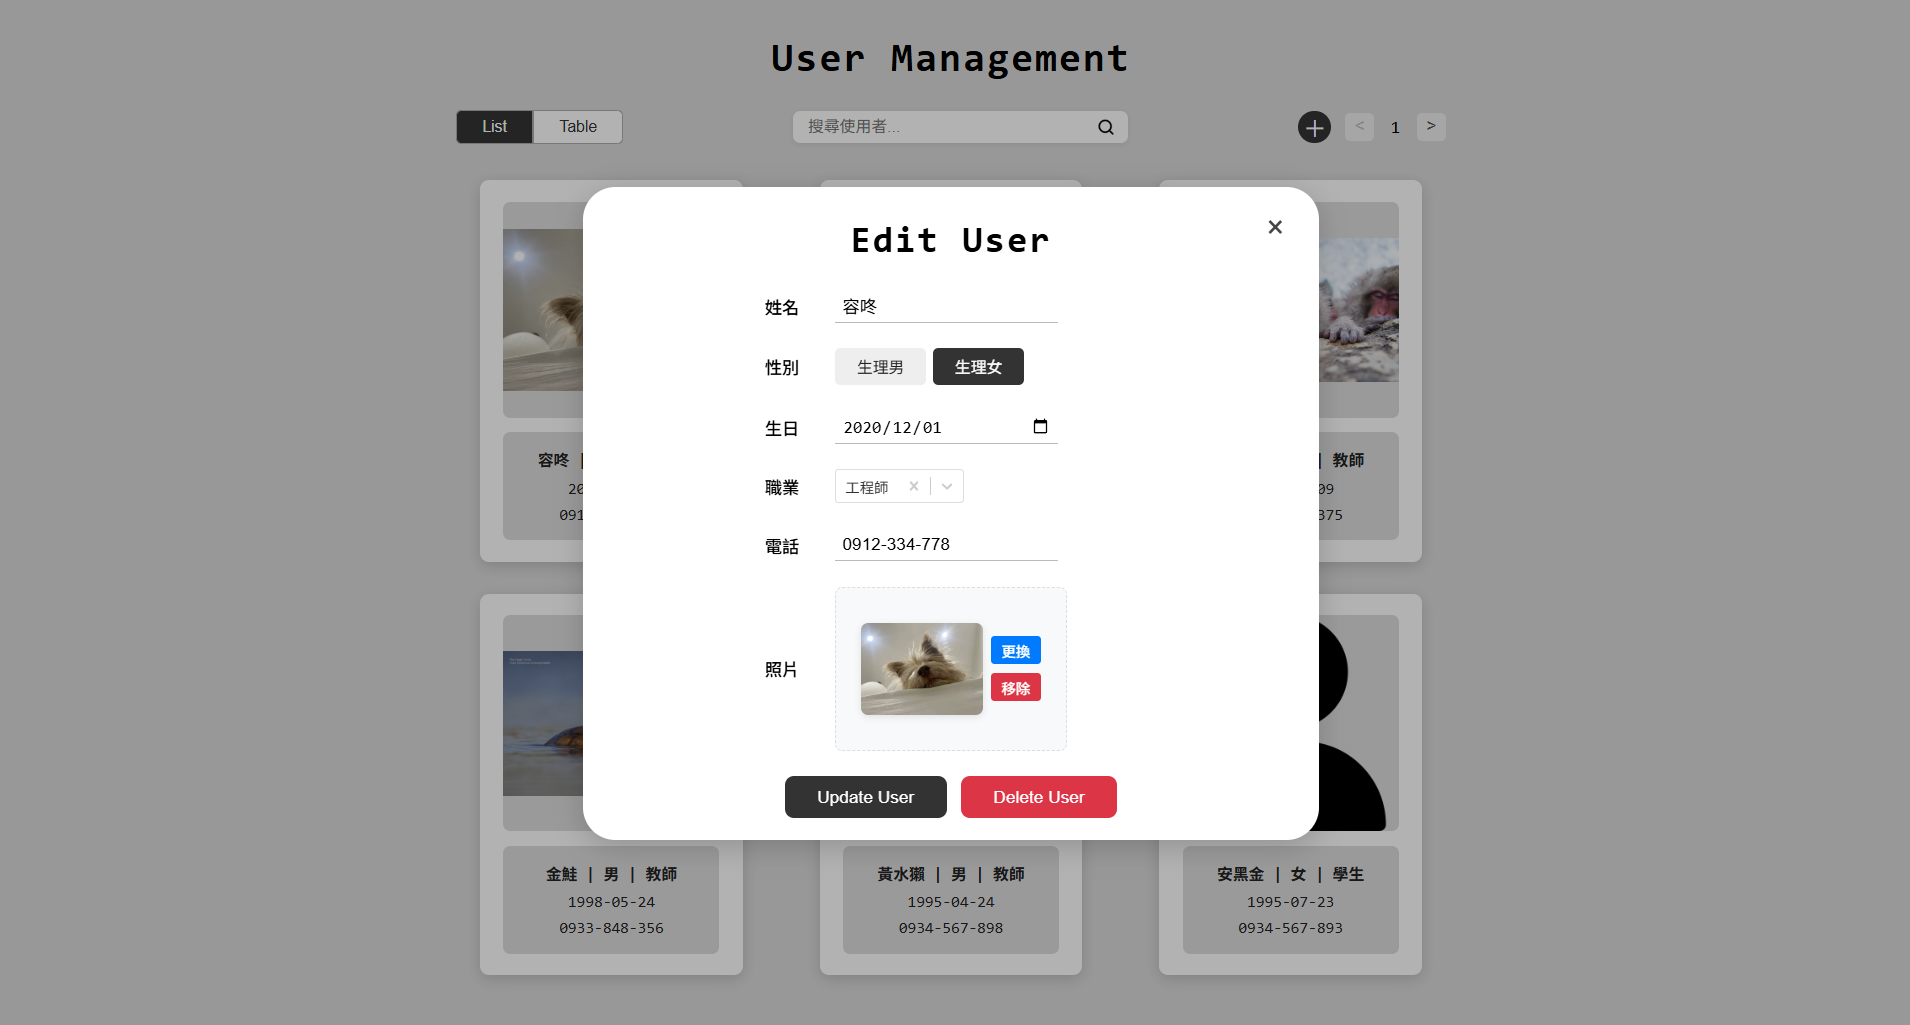 User Management
List Table 搜尋使用者... < 1 >
Edit User ×
姓名 容咚
性別 生理男 生理女
生日 2020/12/01
職業 工程師
電話 0912-334-778
照片 更換
移除
Update User Delete User
容咚 |
20
091
| 教師
09
375
金鮭 | 男 | 教師
1998-05-24
0933-848-356
黃水獺 | 男 | 教師
1995-04-24
0934-567-898
安黑金 | 女 | 學生
1995-07-23
0934-567-893